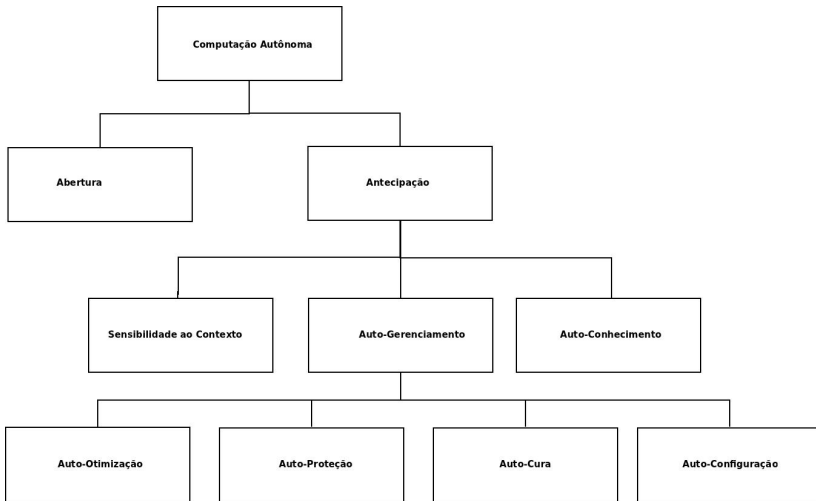 Computação Autônoma
Abertura
Antecipação
Sensibilidade ao Contexto
Auto-Gerenciamento
Auto-Conhecimento
Auto-Otimização
Auto-Proteção
Auto-Cura
Auto-Configuração